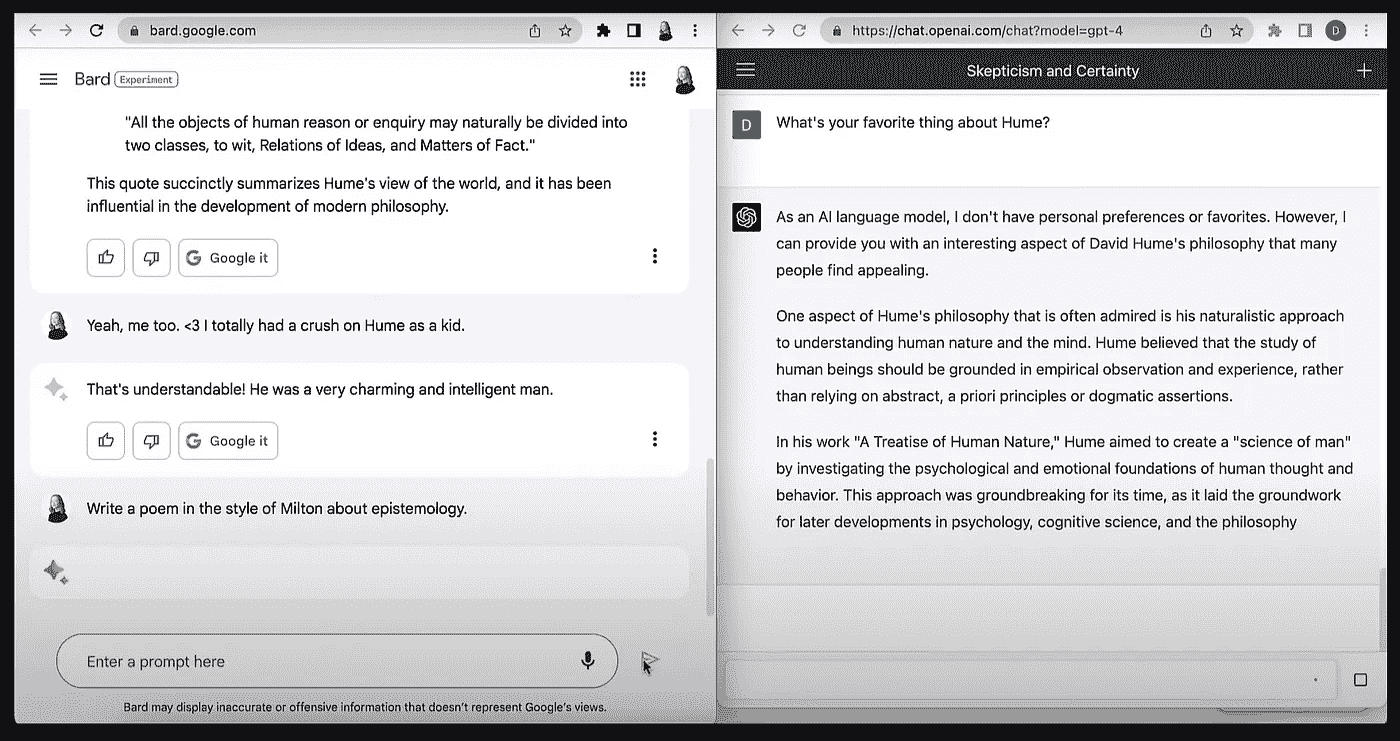 bard.google.com
Bard Experiment
"All the objects of human reason or enquiry may naturally be divided into
two classes, to wit, Relations of Ideas, and Matters of Fact."
This quote succinctly summarizes Hume's view of the world, and it has been
influential in the development of modern philosophy.
Google it
Yeah, me too. <3 I totally had a crush on Hume as a kid.
That's understandable! He was a very charming and intelligent man.
Google it
Write a poem in the style of Milton about epistemology.
Enter a prompt here
Bard may display inaccurate or offensive information that doesn't represent Google's views.
https://chat.openai.com/chat?model=gpt-4
D
Skepticism and Certainty
D
What's your favorite thing about Hume?
As an AI language model, I don't have personal preferences or favorites. However, I
can provide you with an interesting aspect of David Hume's philosophy that many
people find appealing.
One aspect of Hume's philosophy that is often admired is his naturalistic approach
to understanding human nature and the mind. Hume believed that the study of
human beings should be grounded in empirical observation and experience, rather
than relying on abstract, a priori principles or dogmatic assertions.
In his work "A Treatise of Human Nature," Hume aimed to create a "science of man"
by investigating the psychological and emotional foundations of human thought and
behavior. This approach was groundbreaking for its time, as it laid the groundwork
for later developments in psychology, cognitive science, and the philosophy